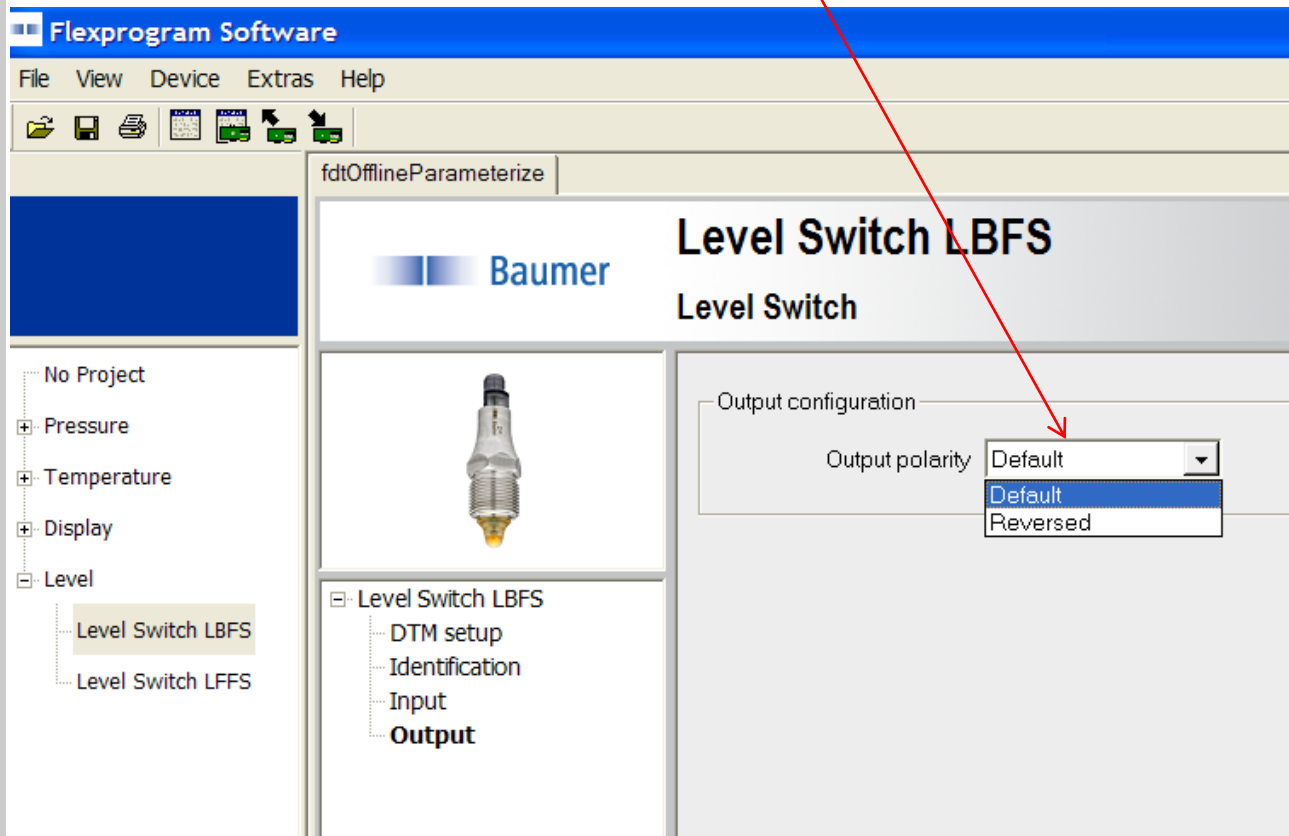 Flexprogram Software
File View Device Extras Help
fdtOfflineParameterize
Baumer
Level Switch LBFS
Level Switch
No Project
Pressure
Temperature
Display
Level
Level Switch LBFS
Level Switch LFFS
Level Switch LBFS
DTM setup
Identification
Input
Output
Output configuration
Output polarity Default
Default
Reversed